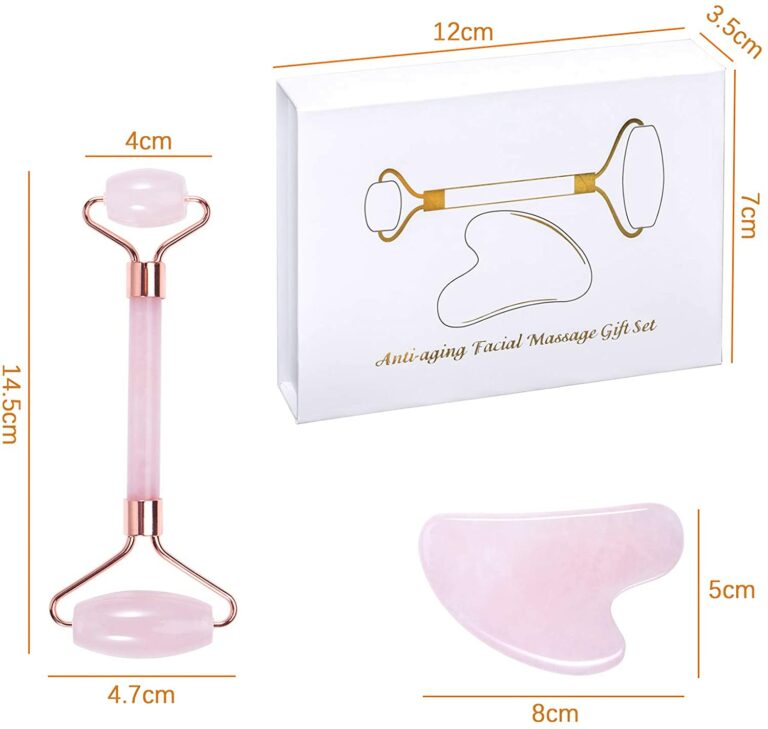 12cm
3.5cm
4cm
7cm
14.5cm
Anti-aging Facial Massage Gift Set
5cm
4.7cm
8cm